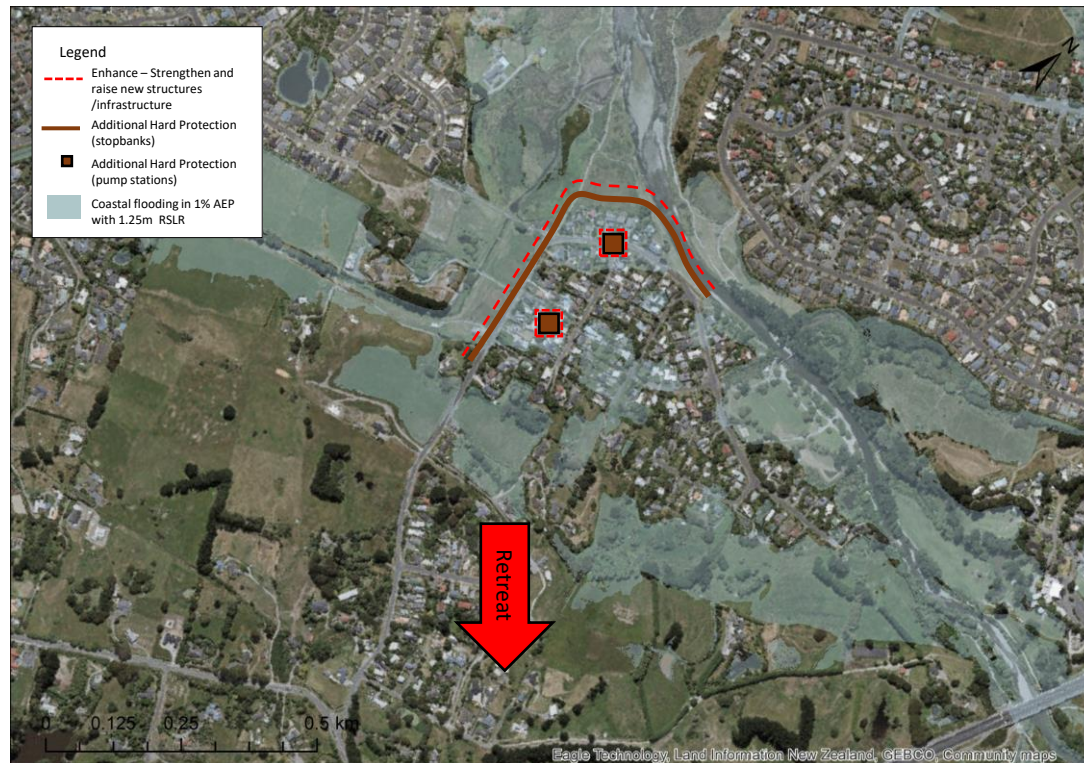 Legend
Enhance – Strengthen and
raise new structures
/infrastructure
Additional Hard Protection
(stopbanks)
Additional Hard Protection
(pump stations)
Coastal flooding in 1% AEP
with 1.25m RSLR
N
Retreat
0 0.125 0.25 0.5 km
Eagle Technology, Land Information New Zealand, GEBCO, Community maps